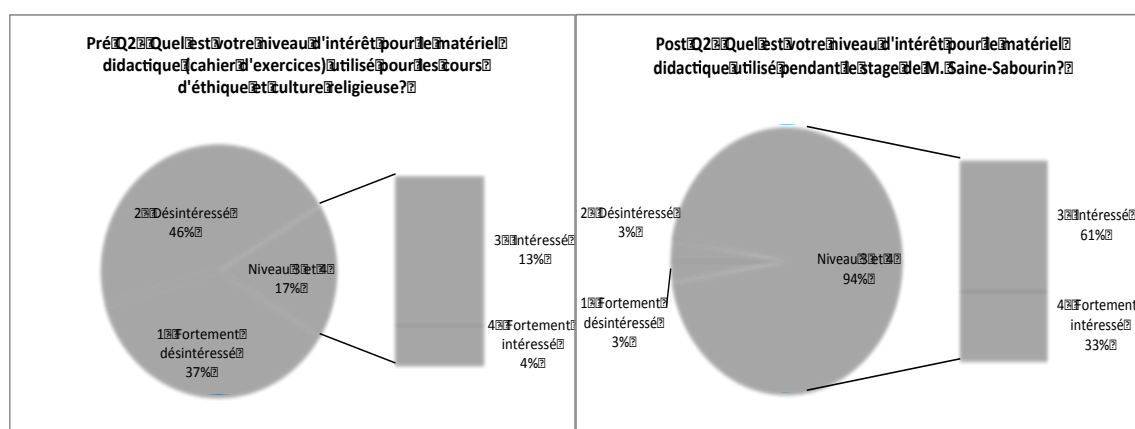 Pré Q2 - Quel est votre niveau d'intérêt pour le matériel
didactique (cahier d'exercices) utilisé pour les cours
d'éthique et culture religieuse?
2 - Désintéressé
46%
Niveau 3 et 4
17%
1 - Fortement
désintéressé
37%
3 - Intéressé
13%
4 - Fortement
intéressé
4%
Post Q2 - Quel est votre niveau d'intérêt pour le matériel
didactique utilisé pendant le stage de M. Saine-Sabourin?
2 - Désintéressé
3%
Niveau 3 et 4
94%
1 - Fortement
désintéressé
3%
3 - Intéressé
61%
4 - Fortement
intéressé
33%